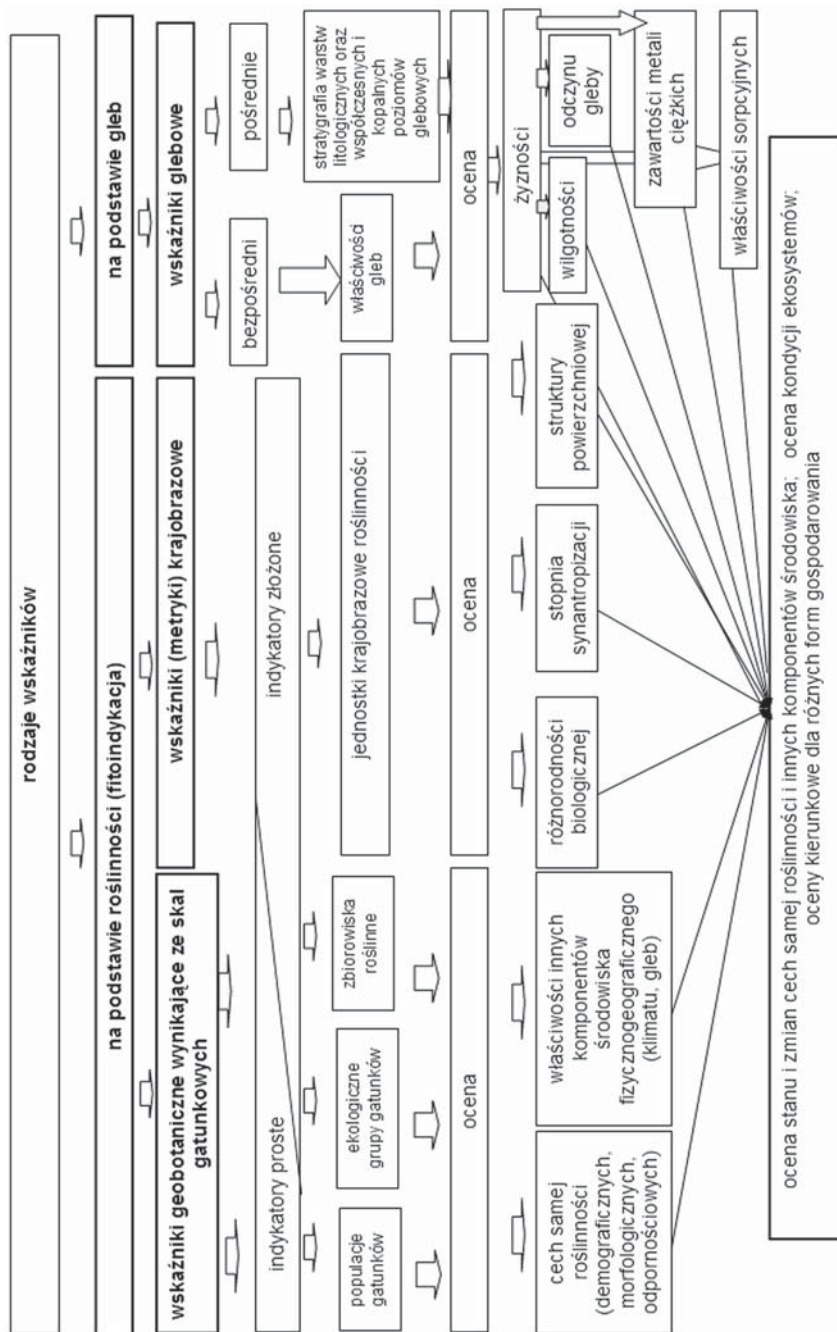 rodzaje wskaźników
na podstawie roślinności (fitoindykacja)
na podstawie gleb
wskaźniki geobotaniczne wynikające ze skal
gatunkowych
wskaźniki (metryki) krajobrazowe
wskaźniki glebowe
indykatory proste
indykatory złożone
bezpośredni
pośrednie
populacje
gatunków
ekologiczne
grupy gatunków
zbiorowiska
roślinne
jednostki krajobrazowe roślinności
właściwośd
gleb
stratygrafia warstw
litologicznych oraz
współczesnych i
kopalnych
poziomów
glebowych
ocena
ocena
ocena
cech samej
roślinności
(demograficznych,
morfologicznych,
odpornościowych)
właściwości innych
komponentów
środowiska
fizycznogeograficznego
(klimatu, gleb)
różnorodności
biologicznej
stopnia
synantropizacji
struktury
powierzchniowej
żyzności
wilgotności
odczynu
gleby
zawartości metali
ciężkich
właściwości sorpcyjnych
ocena stanu i zmian cech samej roślinności i innych komponentów środowiska; ocena kondycji ekosystemów;
oceny kierunkowe dla różnych form gospodarowania